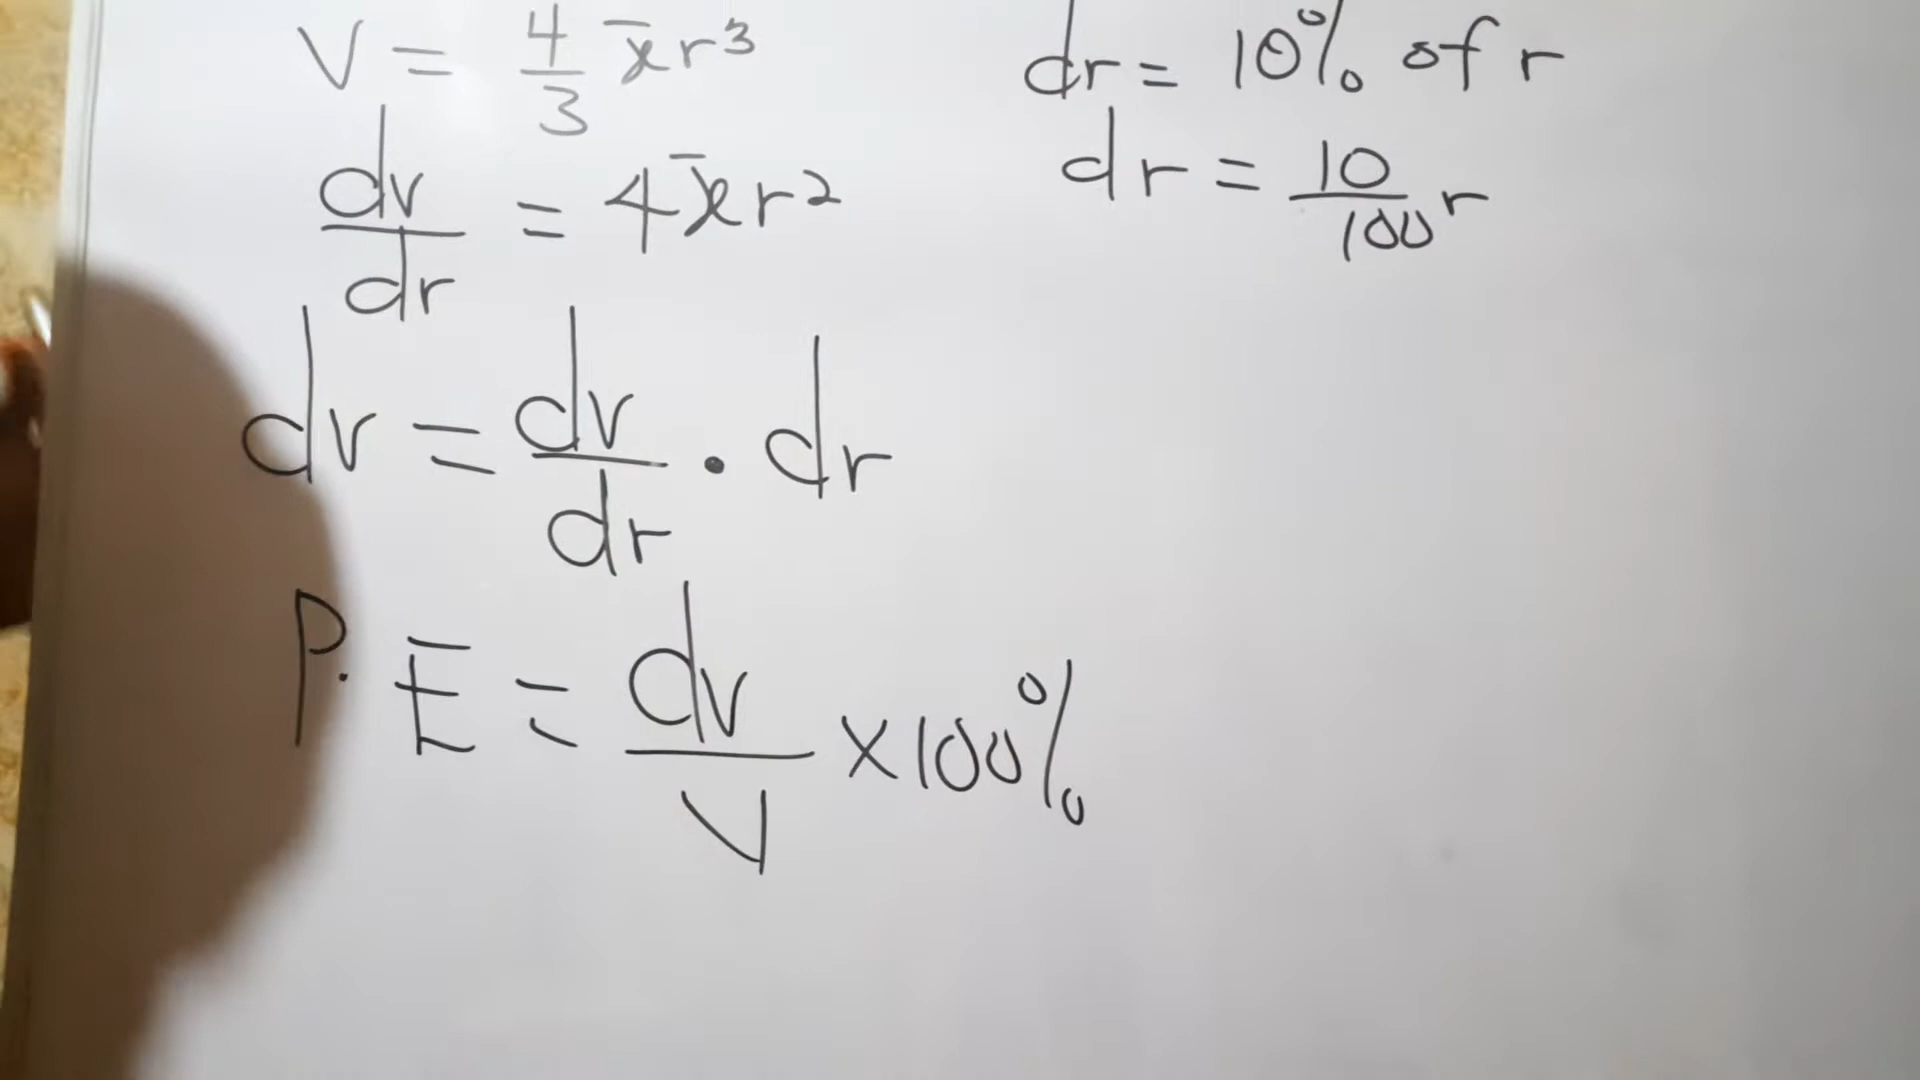 V = 4/3 πr³
dv/dr = 4πr²
dv = dv/dr · dr
P. E = dv/V ×100%
dr = 10% of r
dr = 10/100 r